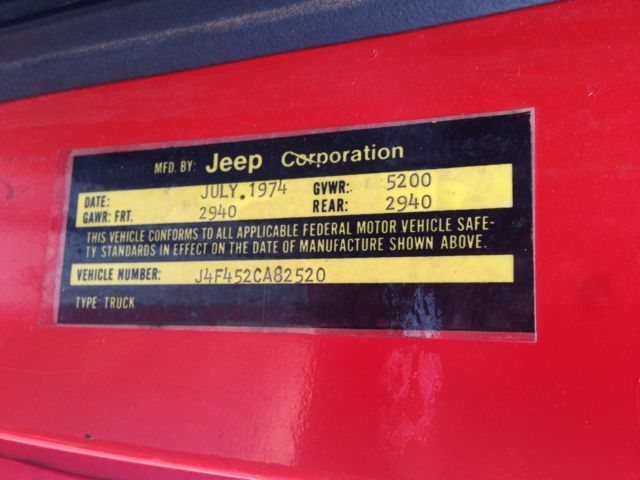 MFD. BY: Jeep Corporation
DATE: JULY.1974 GVWR: 5200
GAWR: FRT. 2940 REAR: 2940
THIS VEHICLE CONFORMS TO ALL APPLICABLE FEDERAL MOTOR VEHICLE SAFE-
TY STANDARDS IN EFFECT ON THE DATE OF MANUFACTURE SHOWN ABOVE.
VEHICLE NUMBER: J4F452CA82520
TYPE: TRUCK